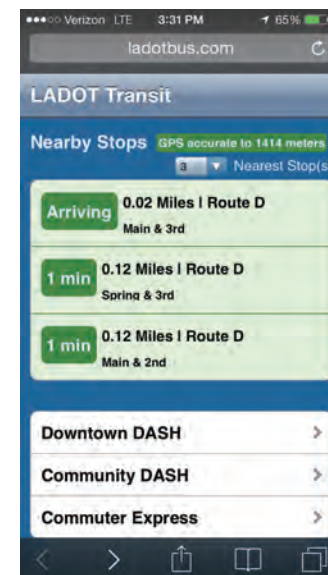 Verizon LTE 3:31 PM 65%
ladotbus.com
LADOT Transit
Nearby Stops GPS accurate to 1414 meters
3 Nearest Stop(s
Arriving 0.02 Miles | Route D
Main & 3rd
1 min 0.12 Miles | Route D
Spring & 3rd
1 min 0.12 Miles | Route D
Main & 2nd
Downtown DASH
Community DASH
Commuter Express